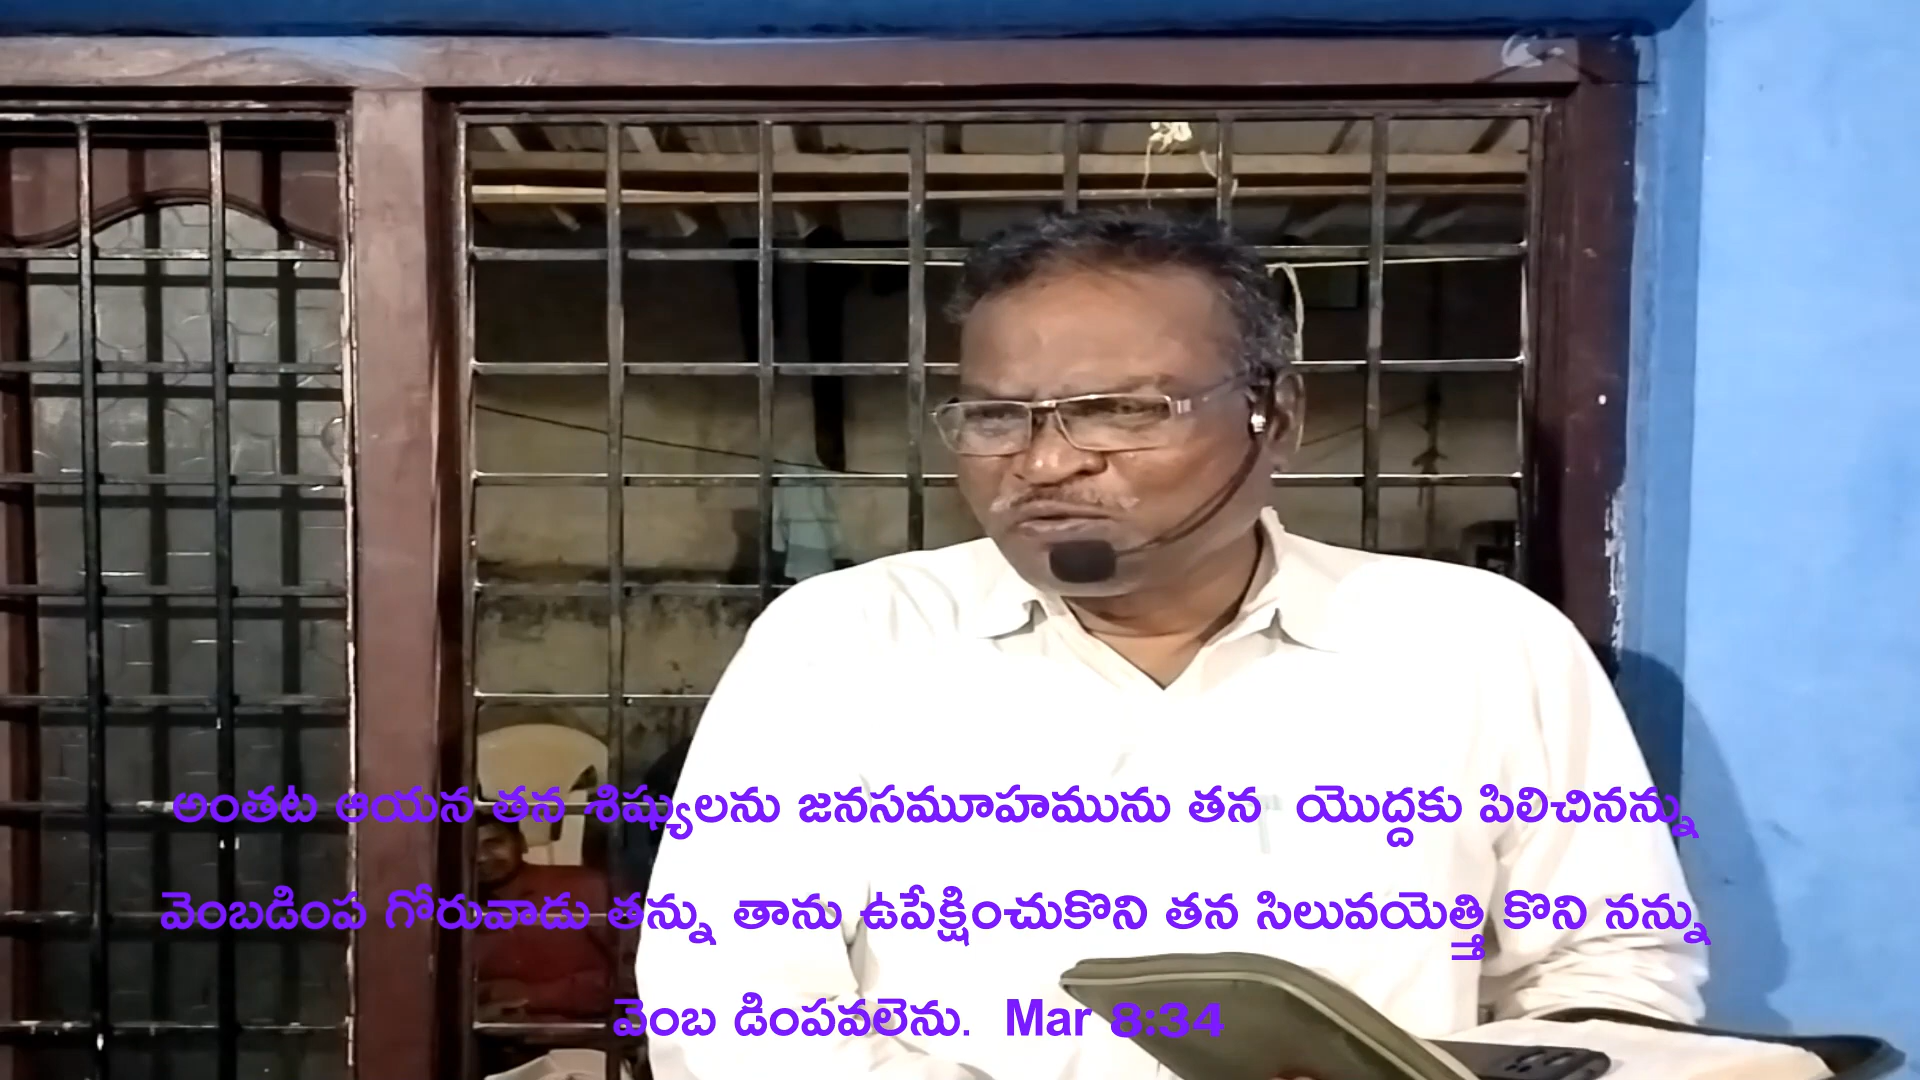 అంతట ఆయన తన శిష్యులను జనసమూహమును తన యొద్దకు పిలిచినన్ను
వెంబడింప గోరువాడు తన్ను తాను ఉపేక్షించుకొని తన సిలువయెత్తి కొని నన్ను
వెంబ డింపవలెను. Mar 8:34